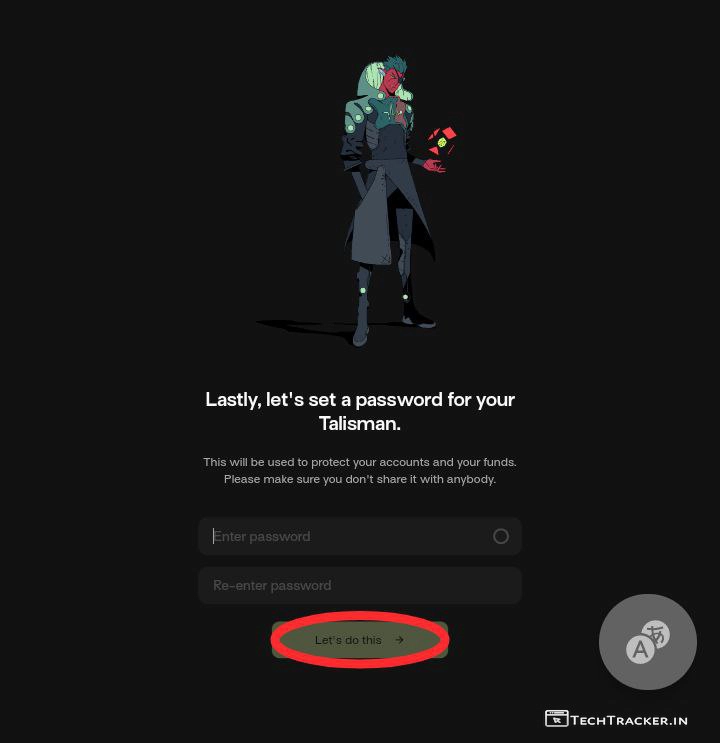 Lastly, let's set a password for your
Talisman.
This will be used to protect your accounts and your funds.
Please make sure you don't share it with anybody.
Enter password
Re-enter password
Let's do this →
A あ
TECHTRACKER.IN